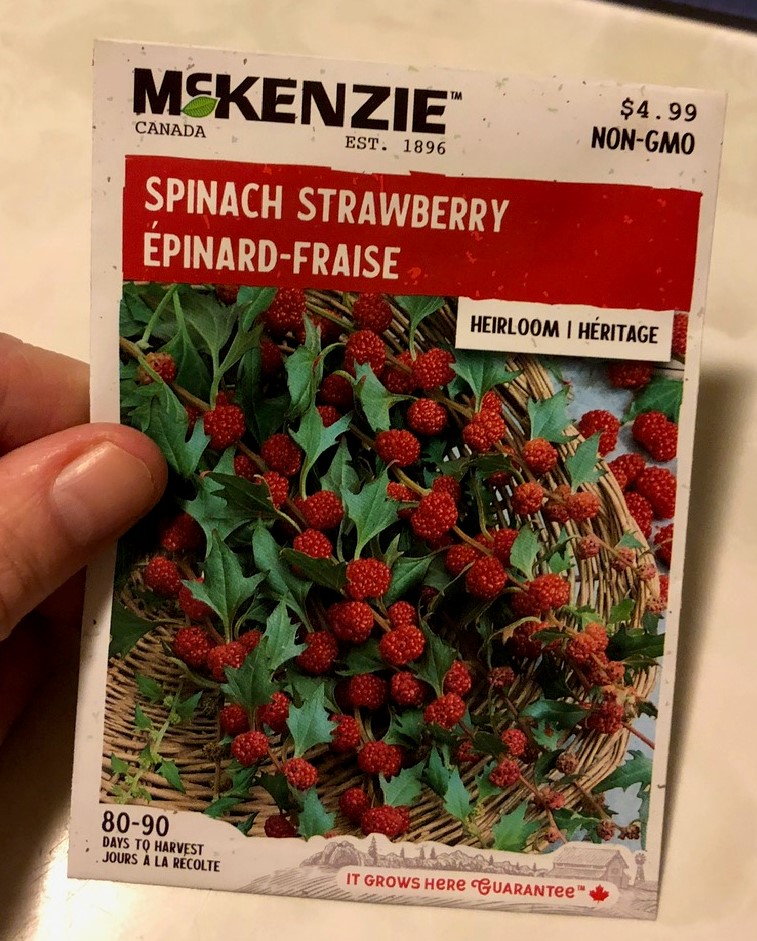 McKENZIE™
CANADA
EST. 1896
$4.99
NON-GMO
SPINACH STRAWBERRY
ÉPINARD-FRAISE
HEIRLOOM | HÉRITAGE
80-90
DAYS TO HARVEST
JOURS À LA RÉCOLTE
IT GROWS HERE GUARANTEE™